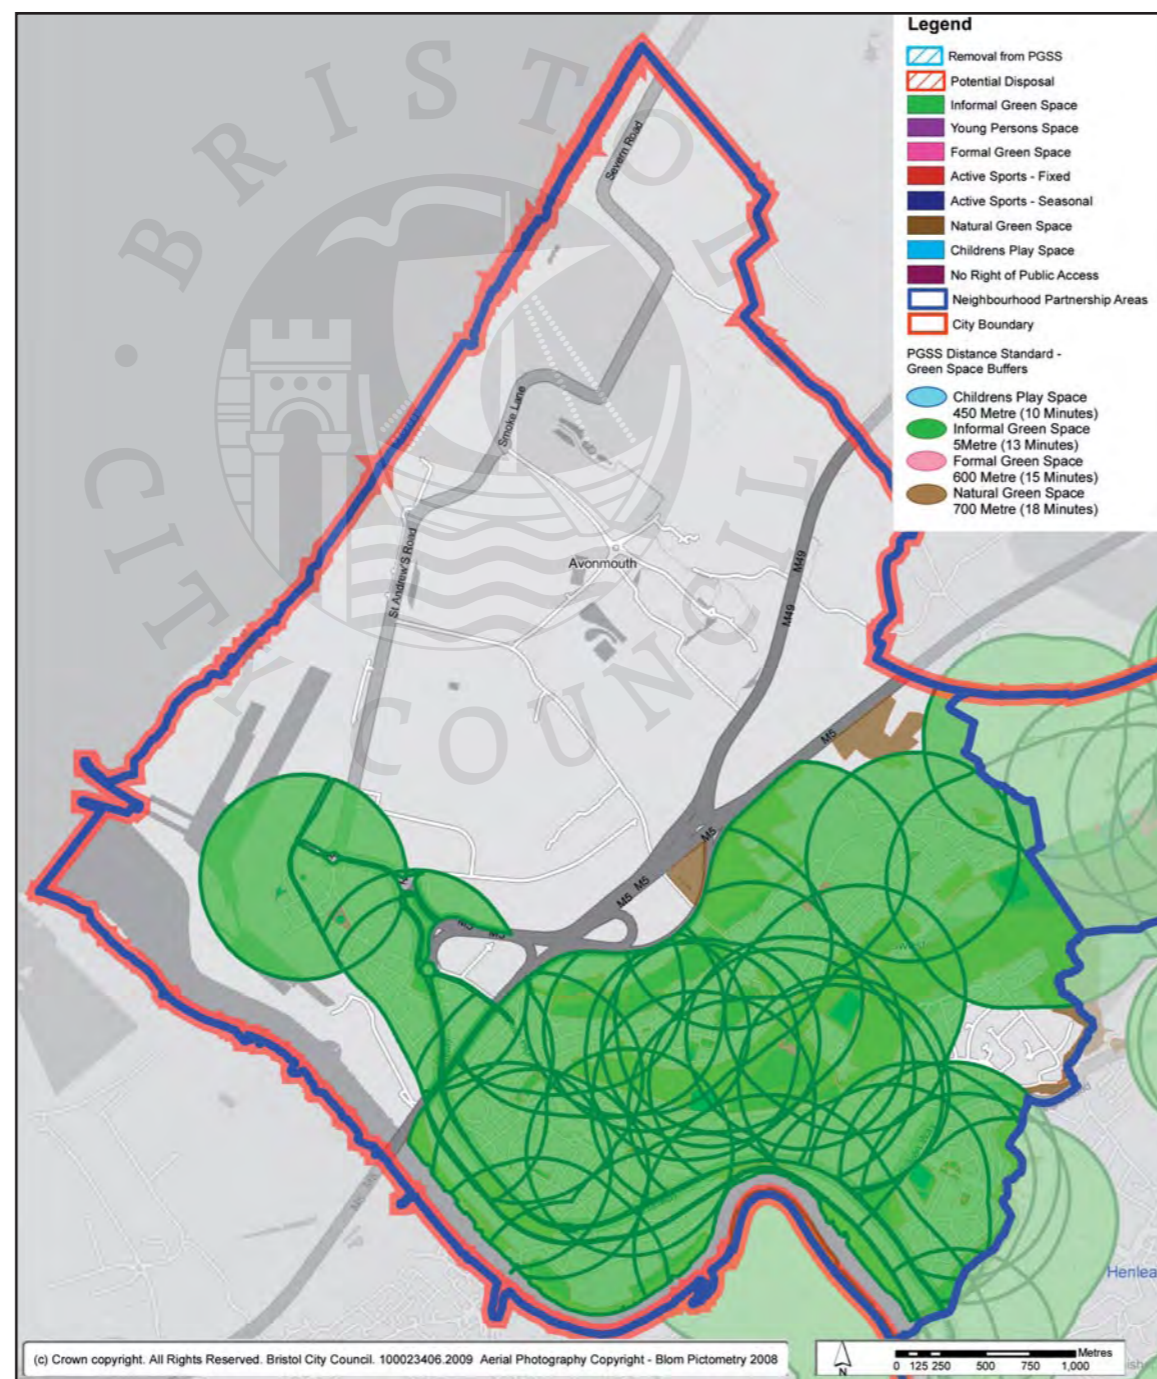 Legend
Removal from PGSS
Potential Disposal
Informal Green Space
Young Persons Space
Formal Green Space
Active Sports - Fixed
Active Sports - Seasonal
Natural Green Space
Childrens Play Space
No Right of Public Access
Neighbourhood Partnership Areas
City Boundary
PGSS Distance Standard -
Green Space Buffers
Childrens Play Space
450 Metre (10 Minutes)
Informal Green Space
5Metre (13 Minutes)
Formal Green Space
600 Metre (15 Minutes)
Natural Green Space
700 Metre (18 Minutes)
BRISTOL
CITY COUNCIL
Severn Road
Smoke Lane
St Andrew'S Road
Avonmouth
M49
M49
M5
M5
M5
M5
M5
M5
Henlea
(c) Crown copyright. All Rights Reserved. Bristol City Council. 100023406.2009 Aerial Photography Copyright - Blom Pictometry 2008
N
Metres
0 125 250 500 750 1,000